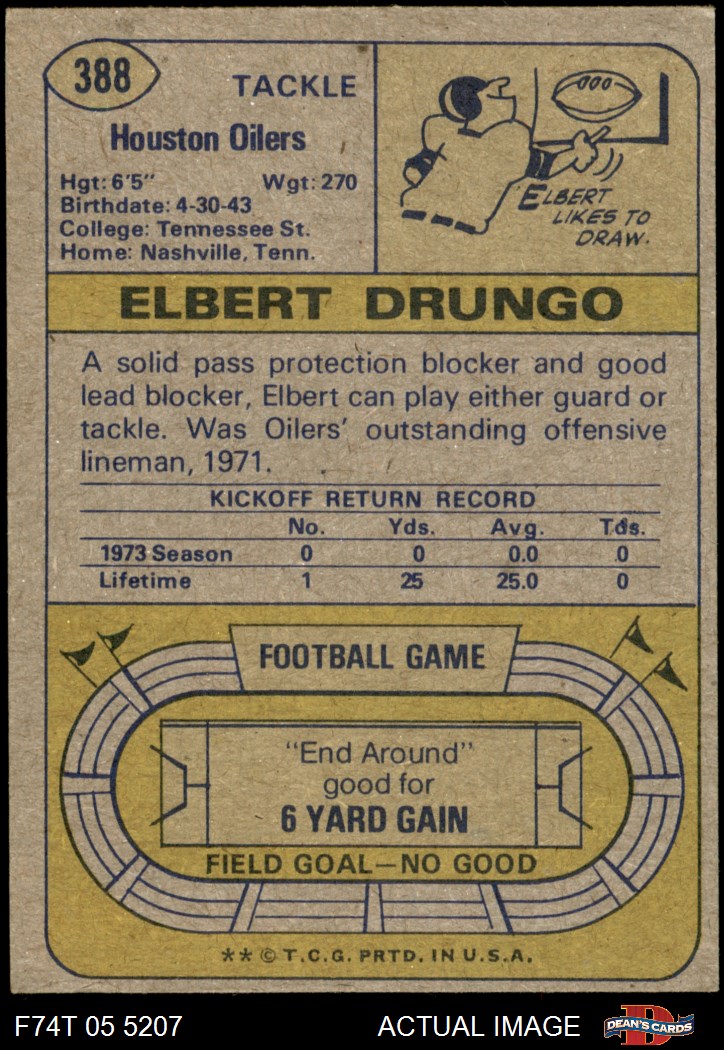 388
TACKLE
Houston Oilers
Hgt: 6'5" Wgt: 270
Birthdate: 4-30-43
College: Tennessee St.
Home: Nashville, Tenn.
ELBERT
LIKES TO
DRAW.
ELBERT DRUNGO
A solid pass protection blocker and good
lead blocker, Elbert can play either guard or
tackle. Was Oilers' outstanding offensive
lineman, 1971.
KICKOFF RETURN RECORD
No. Yds. Avg. Tds.
1973 Season 0 0 0.0 0
Lifetime 1 25 25.0 0
FOOTBALL GAME
"End Around"
good for
6 YARD GAIN
FIELD GOAL—NO GOOD
** © T.C.G. PRTD. IN U.S.A.
F74T 05 5207 ACTUAL IMAGE D DEAN'S CARDS